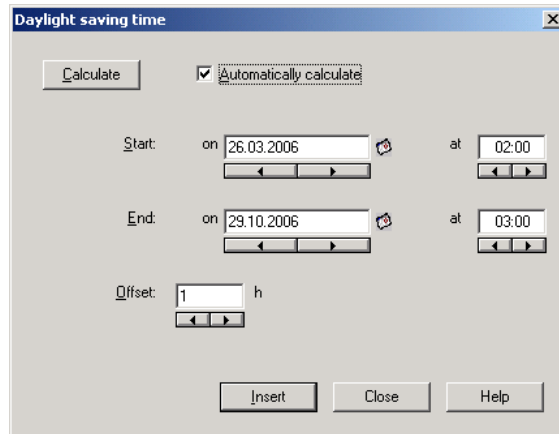 Daylight saving time
Calculate Automatically calculate
Start: on 26.03.2006 at 02:00
End: on 29.10.2006 at 03:00
Offset: 1 h
Insert Close Help